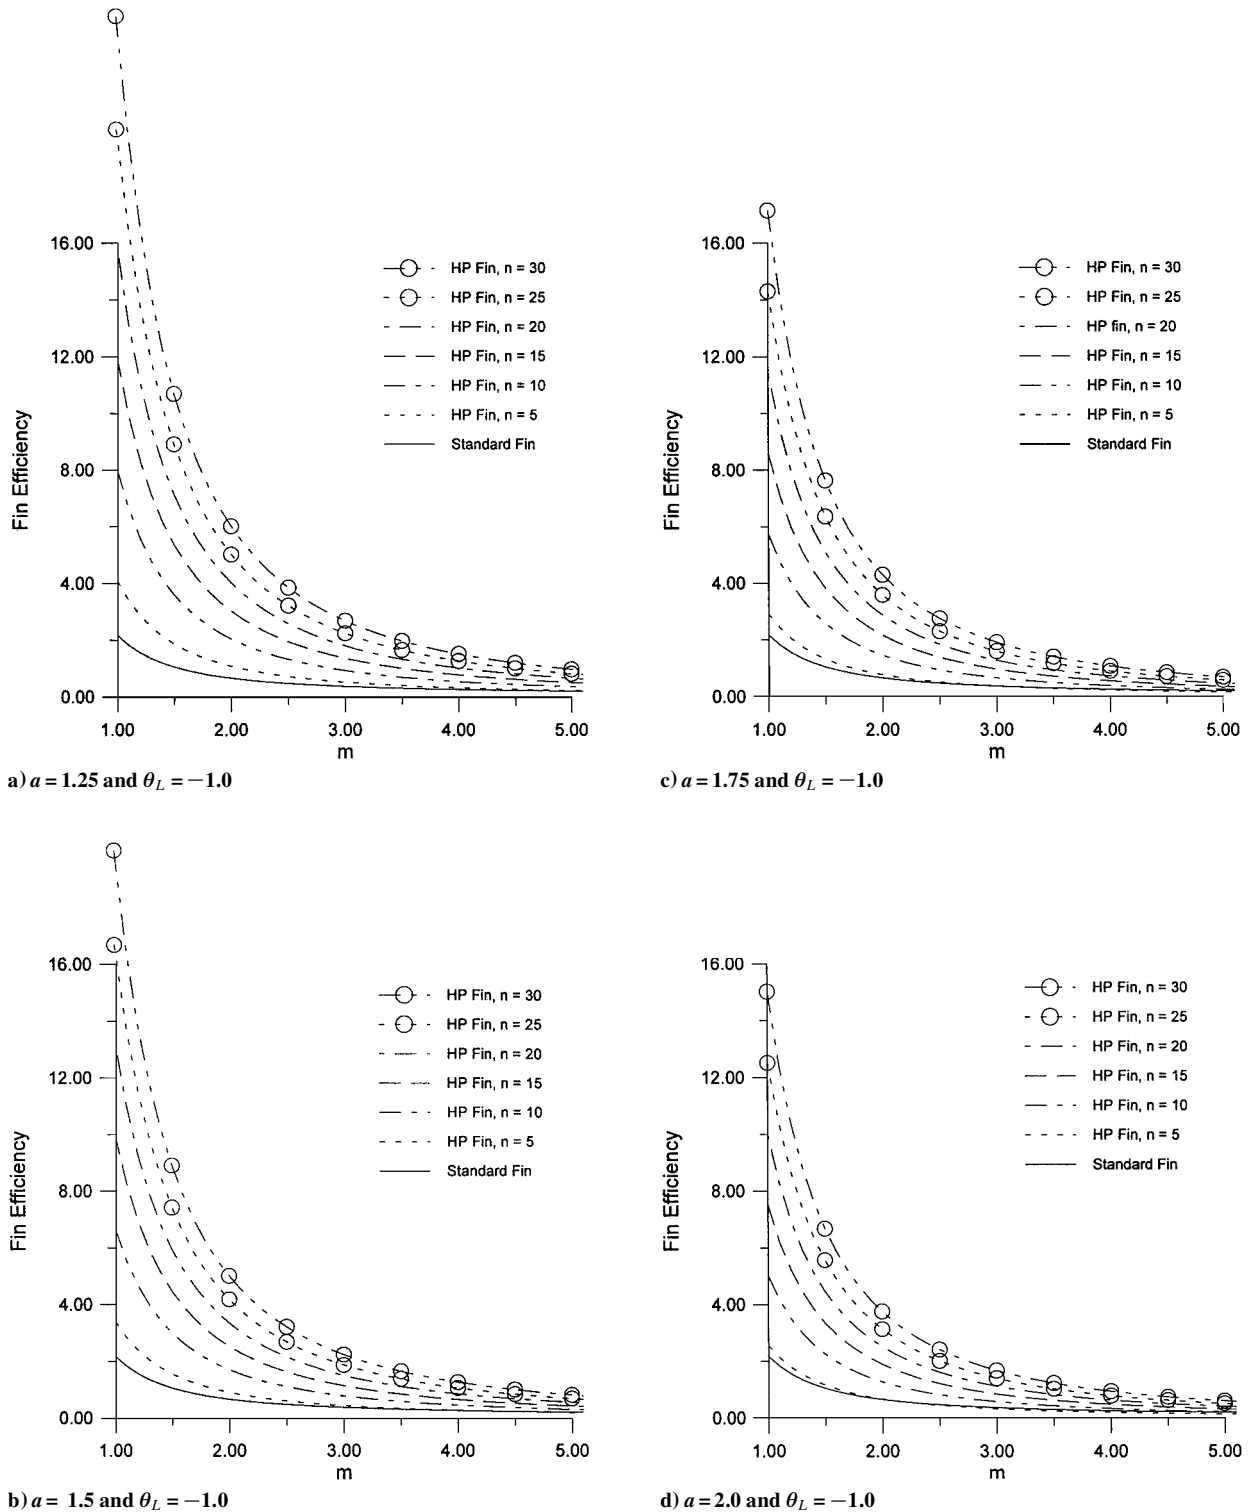 16.00
12.00
8.00
4.00
0.00
Fin Efficiency
HP Fin, n = 30
HP Fin, n = 25
HP Fin, n = 20
HP Fin, n = 15
HP Fin, n = 10
HP Fin, n = 5
Standard Fin
1.00 2.00 3.00 4.00 5.00
m
a) a = 1.25 and θL = −1.0
16.00
12.00
8.00
4.00
0.00
Fin Efficiency
HP Fin, n = 30
HP Fin, n = 25
HP fin, n = 20
HP Fin, n = 15
HP Fin, n = 10
HP Fin, n = 5
Standard Fin
1.00 2.00 3.00 4.00 5.00
m
c) a = 1.75 and θL = −1.0
16.00
12.00
8.00
4.00
0.00
Fin Efficiency
HP Fin, n = 30
HP Fin, n = 25
HP Fin, n = 20
HP Fin, n = 15
HP Fin, n = 10
HP Fin, n = 5
Standard Fin
1.00 2.00 3.00 4.00 5.00
m
b) a = 1.5 and θL = −1.0
16.00
12.00
8.00
4.00
0.00
Fin Efficiency
HP Fin, n = 30
HP Fin, n = 25
HP Fin, n = 20
HP Fin, n = 15
HP Fin, n = 10
HP Fin, n = 5
Standard Fin
1.00 2.00 3.00 4.00 5.00
m
d) a = 2.0 and θL = −1.0